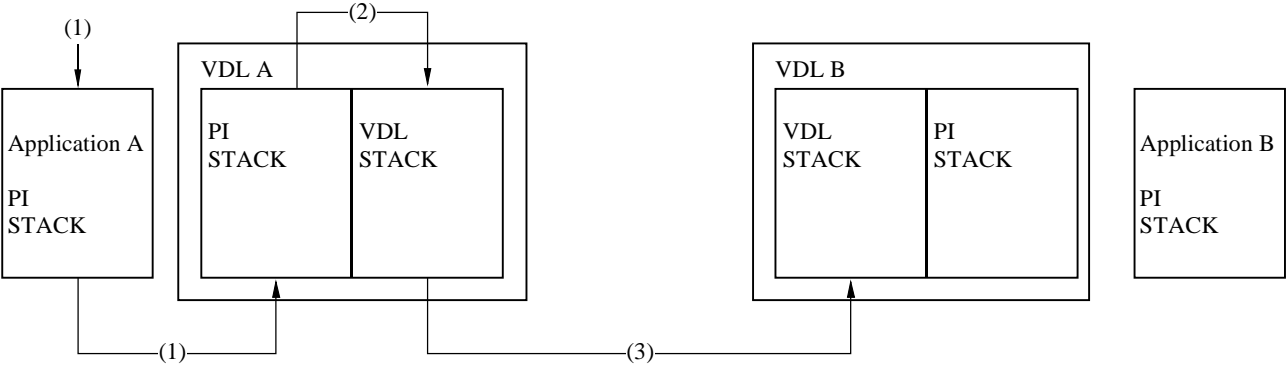 (2)
(1)
VDL A
VDL B
Application A
PI
STACK
PI
STACK
VDL
STACK
VDL
STACK
PI
STACK
Application B
PI
STACK
(1)
(3)